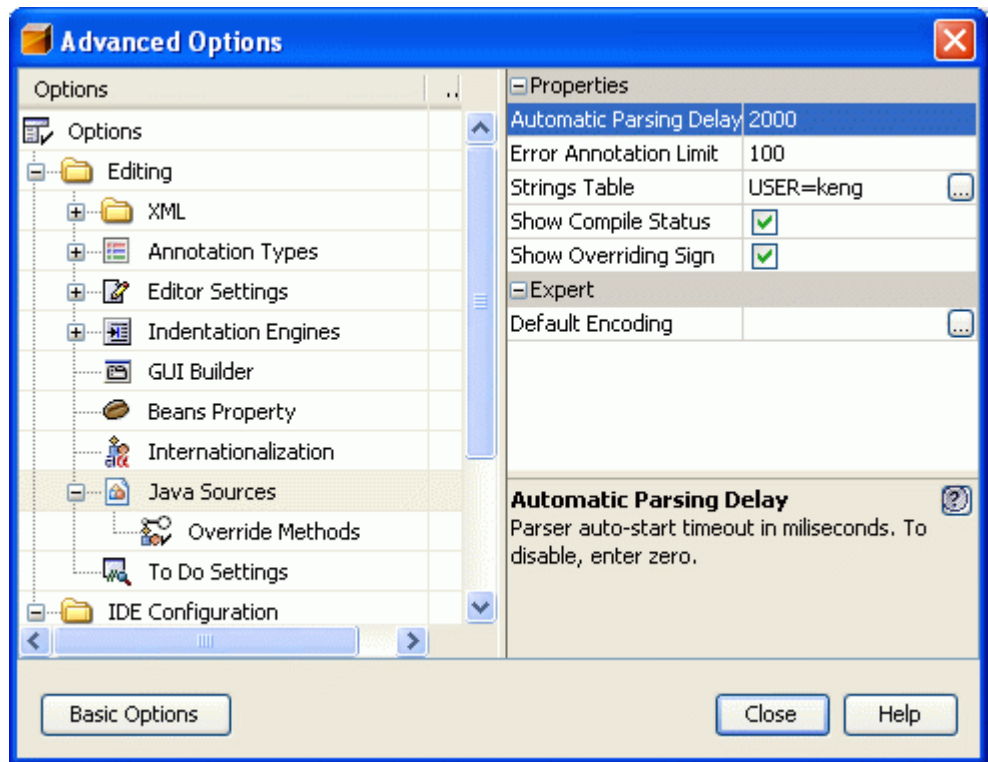 Advanced Options
Options ..
Options
Editing
XML
Annotation Types
Editor Settings
Indentation Engines
GUI Builder
Beans Property
Internationalization
Java Sources
Override Methods
To Do Settings
IDE Configuration
Properties
Automatic Parsing Delay 2000
Error Annotation Limit 100
Strings Table USER=keng ...
Show Compile Status
Show Overriding Sign
Expert
Default Encoding ...
Automatic Parsing Delay
Parser auto-start timeout in miliseconds. To
disable, enter zero.
Basic Options
Close
Help